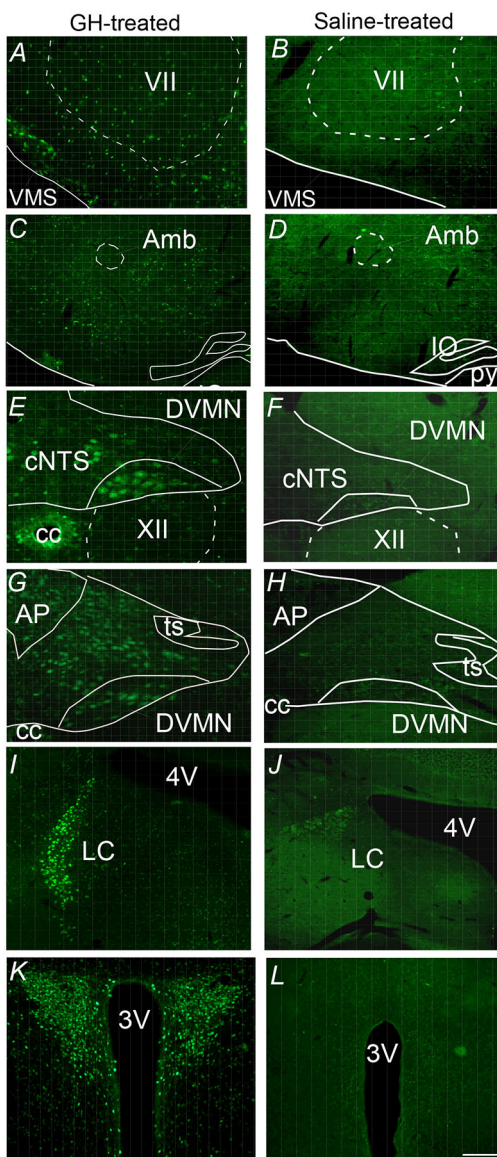 GH-treated Saline-treated
A B
VII VII
VMS VMS
C D
Amb Amb
IO
py
E F
DVMN DVMN
cNTS cNTS
cc XII XII
G H
AP AP
ts ts
cc DVMN cc DVMN
I J
4V 4V
LC LC
K L
3V 3V